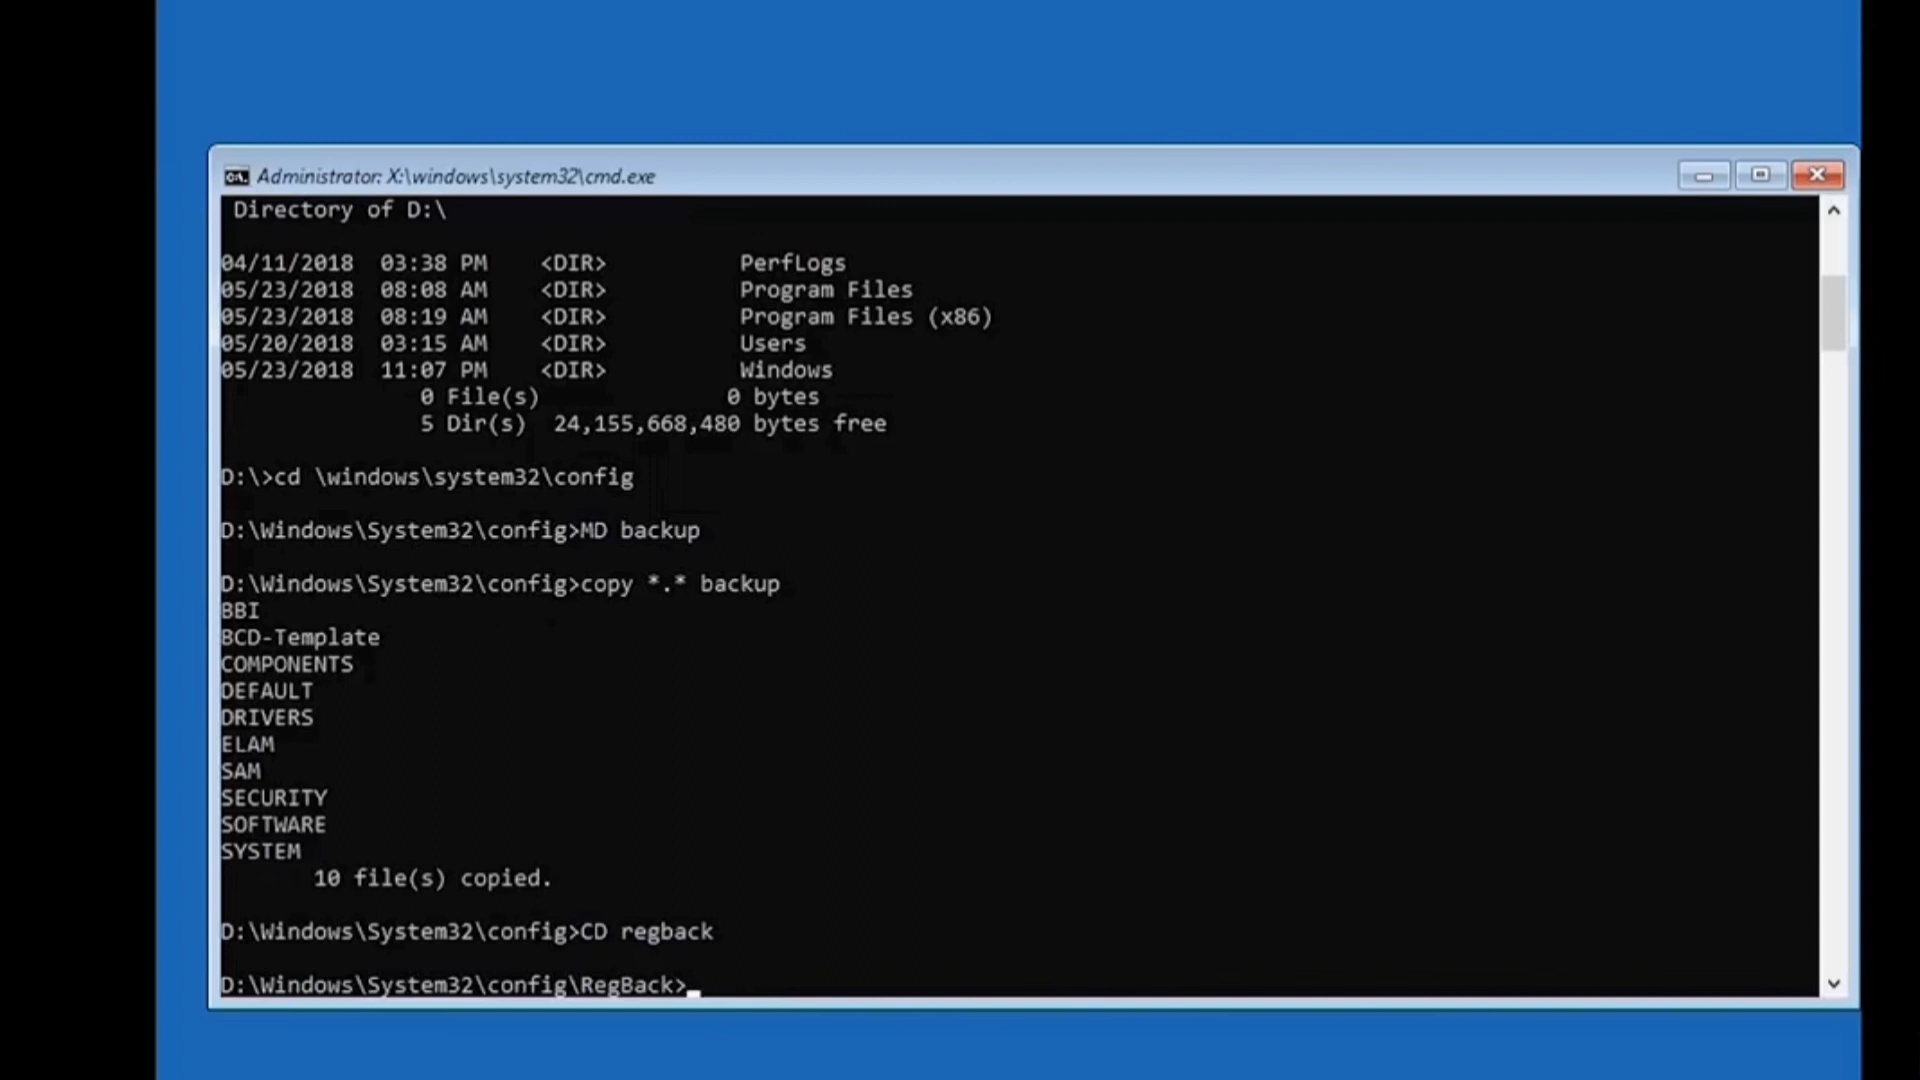 Administrator: X:\windows\system32\cmd.exe
Directory of D:\
04/11/2018 03:38 PM <DIR> PerfLogs
05/23/2018 08:08 AM <DIR> Program Files
05/23/2018 08:19 AM <DIR> Program Files (x86)
05/20/2018 03:15 AM <DIR> Users
05/23/2018 11:07 PM <DIR> Windows
0 File(s) 0 bytes
5 Dir(s) 24,155,668,480 bytes free
D:\>cd \windows\system32\config
D:\Windows\System32\config>MD backup
D:\Windows\System32\config>copy *.* backup
BBI
BCD-Template
COMPONENTS
DEFAULT
DRIVERS
ELAM
SAM
SECURITY
SOFTWARE
SYSTEM
10 file(s) copied.
D:\Windows\System32\config>CD regback
D:\Windows\System32\config\RegBack>